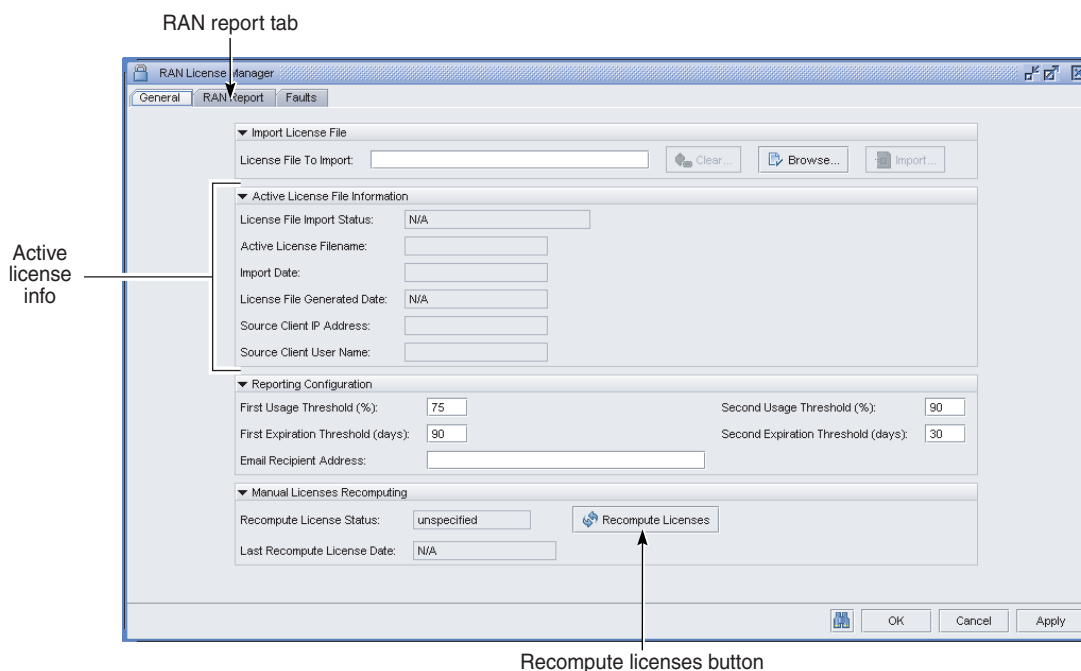 RAN report tab
RAN License Manager
General RAN Report Faults
Import License File
License File To Import: Clear... Browse... Import...
Active License File Information
License File Import Status: N/A
Active License Filename:
Import Date:
License File Generated Date: N/A
Source Client IP Address:
Source Client User Name:
Active
license
info
Reporting Configuration
First Usage Threshold (%): 75 Second Usage Threshold (%): 90
First Expiration Threshold (days): 90 Second Expiration Threshold (days): 30
Email Recipient Address:
Manual Licenses Recomputing
Recompute License Status: unspecified Recompute Licenses
Last Recompute License Date: N/A
OK Cancel Apply
Recompute licenses button